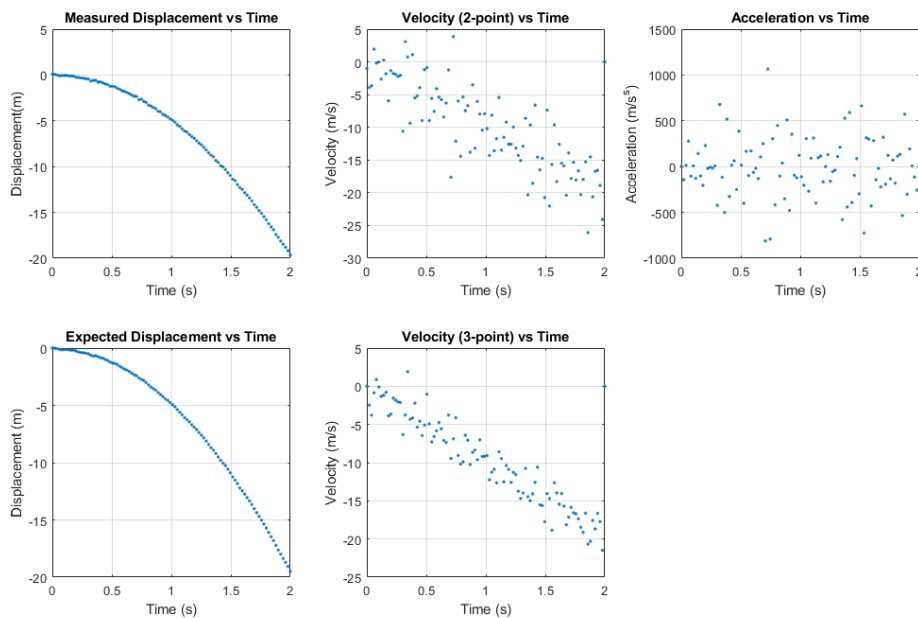 Measured Displacement vs Time
Displacement(m)
5
0
-5
-10
-15
-20
0 0.5 1 1.5 2
Time (s)
Velocity (2-point) vs Time
Velocity (m/s)
5
0
-5
-10
-15
-20
-25
-30
0 0.5 1 1.5 2
Time (s)
Acceleration vs Time
Acceleration (m/s^s)
1500
1000
500
0
-500
-1000
0 0.5 1 1.5 2
Time (s)
Expected Displacement vs Time
Displacement (m)
0
-5
-10
-15
-20
0 0.5 1 1.5 2
Time (s)
Velocity (3-point) vs Time
Velocity (m/s)
5
0
-5
-10
-15
-20
-25
0 0.5 1 1.5 2
Time (s)